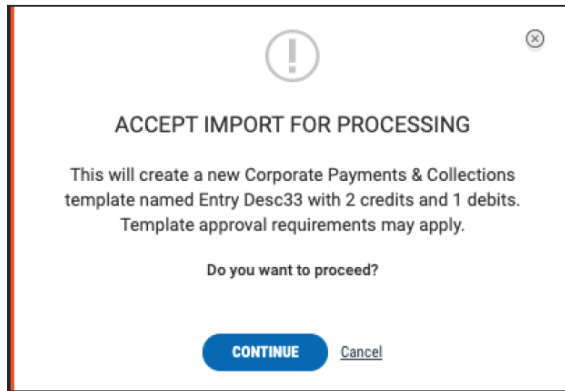 ACCEPT IMPORT FOR PROCESSING
This will create a new Corporate Payments & Collections
template named Entry Desc33 with 2 credits and 1 debits.
Template approval requirements may apply.
Do you want to proceed?
CONTINUE Cancel